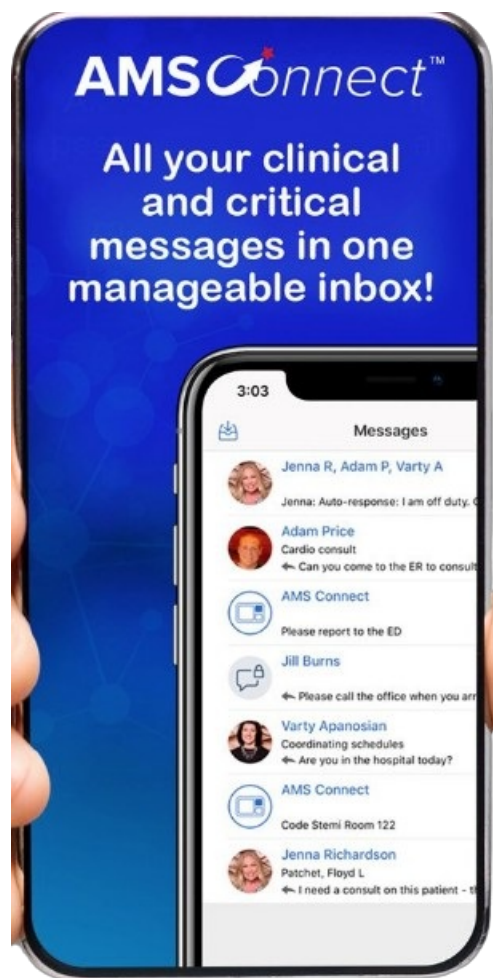 AMSConnect™
All your clinical
and critical
messages in one
manageable inbox!
3:03
Messages
Jenna R, Adam P, Varty A
Jenna: Auto-response: I am off duty.
Adam Price
Cardio consult
Can you come to the ER to consult
AMS Connect
Please report to the ED
Jill Burns
Please call the office when you arr
Varty Apanosian
Coordinating schedules
Are you in the hospital today?
AMS Connect
Code Stemi Room 122
Jenna Richardson
Patchet, Floyd L
I need a consult on this patient -